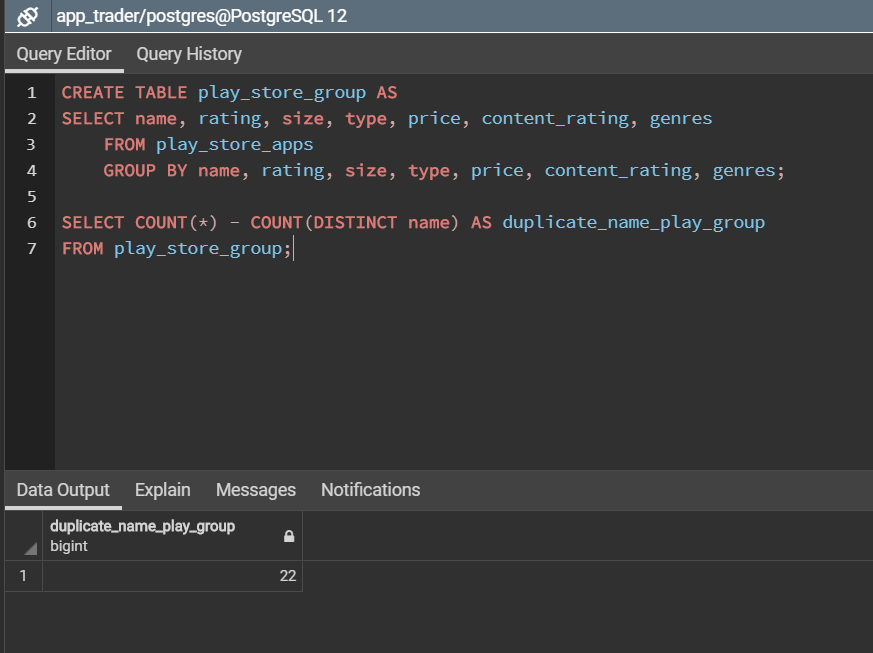 app_trader/postgres@PostgreSQL 12
Query Editor Query History
1 CREATE TABLE play_store_group AS
2 SELECT name, rating, size, type, price, content_rating, genres
3 FROM play_store_apps
4 GROUP BY name, rating, size, type, price, content_rating, genres;
5
6 SELECT COUNT(*) - COUNT(DISTINCT name) AS duplicate_name_play_group
7 FROM play_store_group;
Data Output Explain Messages Notifications
duplicate_name_play_group
bigint
1 22